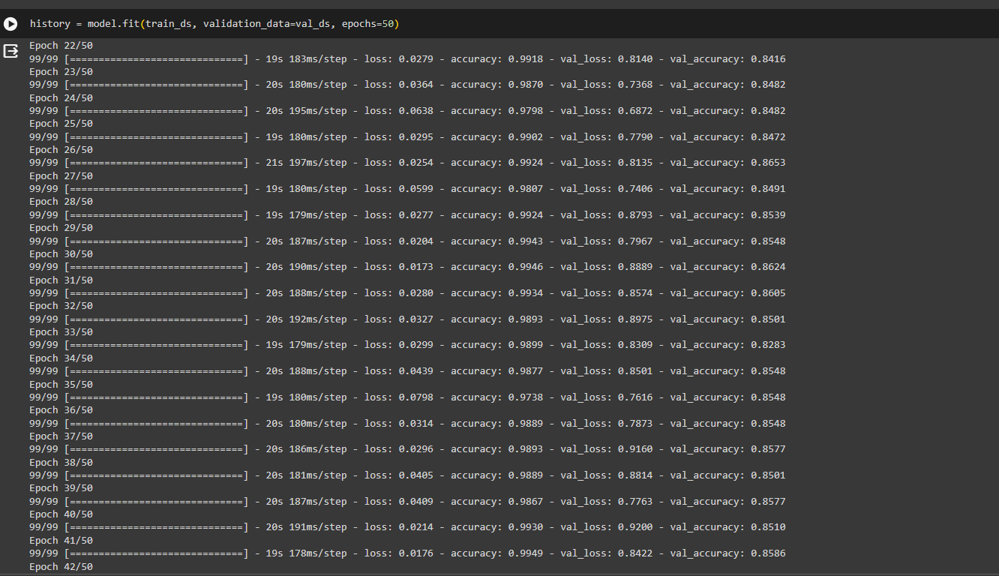 history = model.fit(train_ds, validation_data=val_ds, epochs=50)
Epoch 22/50
99/99 [==============================] - 19s 183ms/step - loss: 0.0279 - accuracy: 0.9918 - val_loss: 0.8140 - val_accuracy: 0.8416
Epoch 23/50
99/99 [==============================] - 20s 180ms/step - loss: 0.0364 - accuracy: 0.9870 - val_loss: 0.7368 - val_accuracy: 0.8482
Epoch 24/50
99/99 [==============================] - 20s 195ms/step - loss: 0.0638 - accuracy: 0.9798 - val_loss: 0.6872 - val_accuracy: 0.8482
Epoch 25/50
99/99 [==============================] - 19s 180ms/step - loss: 0.0295 - accuracy: 0.9902 - val_loss: 0.7790 - val_accuracy: 0.8472
Epoch 26/50
99/99 [==============================] - 21s 197ms/step - loss: 0.0254 - accuracy: 0.9924 - val_loss: 0.8135 - val_accuracy: 0.8653
Epoch 27/50
99/99 [==============================] - 19s 180ms/step - loss: 0.0599 - accuracy: 0.9807 - val_loss: 0.7406 - val_accuracy: 0.8491
Epoch 28/50
99/99 [==============================] - 19s 179ms/step - loss: 0.0277 - accuracy: 0.9924 - val_loss: 0.8793 - val_accuracy: 0.8539
Epoch 29/50
99/99 [==============================] - 20s 187ms/step - loss: 0.0204 - accuracy: 0.9943 - val_loss: 0.7967 - val_accuracy: 0.8548
Epoch 30/50
99/99 [==============================] - 20s 190ms/step - loss: 0.0173 - accuracy: 0.9946 - val_loss: 0.8889 - val_accuracy: 0.8624
Epoch 31/50
99/99 [==============================] - 20s 188ms/step - loss: 0.0280 - accuracy: 0.9934 - val_loss: 0.8574 - val_accuracy: 0.8605
Epoch 32/50
99/99 [==============================] - 20s 192ms/step - loss: 0.0327 - accuracy: 0.9893 - val_loss: 0.8975 - val_accuracy: 0.8501
Epoch 33/50
99/99 [==============================] - 19s 179ms/step - loss: 0.0299 - accuracy: 0.9899 - val_loss: 0.8309 - val_accuracy: 0.8283
Epoch 34/50
99/99 [==============================] - 20s 188ms/step - loss: 0.0439 - accuracy: 0.9877 - val_loss: 0.8501 - val_accuracy: 0.8548
Epoch 35/50
99/99 [==============================] - 19s 180ms/step - loss: 0.0798 - accuracy: 0.9738 - val_loss: 0.7616 - val_accuracy: 0.8548
Epoch 36/50
99/99 [==============================] - 20s 180ms/step - loss: 0.0314 - accuracy: 0.9889 - val_loss: 0.7873 - val_accuracy: 0.8548
Epoch 37/50
99/99 [==============================] - 20s 186ms/step - loss: 0.0296 - accuracy: 0.9893 - val_loss: 0.9160 - val_accuracy: 0.8577
Epoch 38/50
99/99 [==============================] - 20s 181ms/step - loss: 0.0405 - accuracy: 0.9889 - val_loss: 0.8814 - val_accuracy: 0.8501
Epoch 39/50
99/99 [==============================] - 20s 187ms/step - loss: 0.0409 - accuracy: 0.9867 - val_loss: 0.7763 - val_accuracy: 0.8577
Epoch 40/50
99/99 [==============================] - 20s 191ms/step - loss: 0.0214 - accuracy: 0.9930 - val_loss: 0.9200 - val_accuracy: 0.8510
Epoch 41/50
99/99 [==============================] - 19s 178ms/step - loss: 0.0176 - accuracy: 0.9949 - val_loss: 0.8422 - val_accuracy: 0.8586
Epoch 42/50